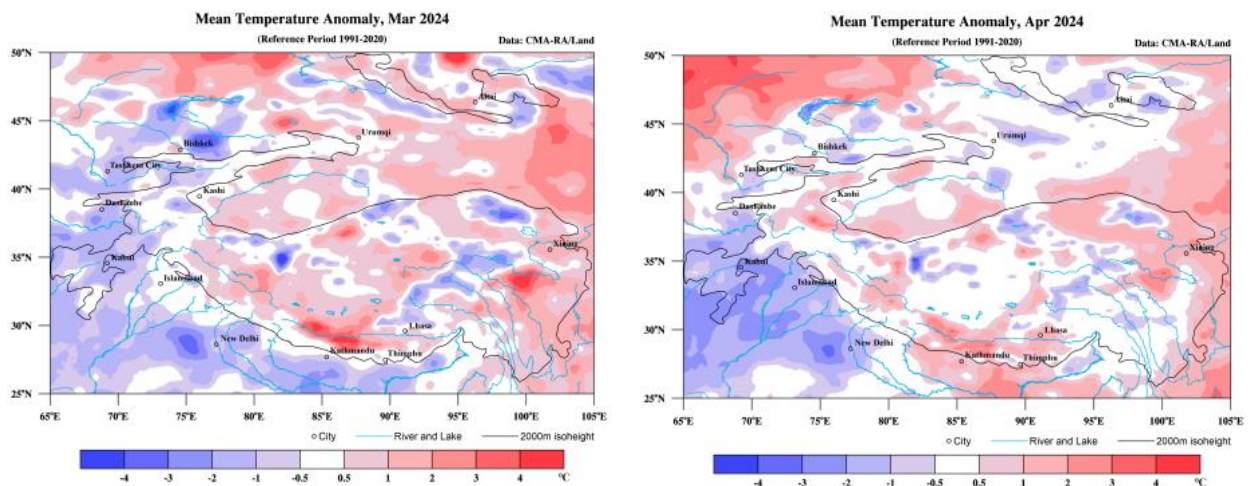 Mean Temperature Anomaly, Mar 2024
(Reference Period 1991-2020)
Data: CMA-RA/Land
50°N
45°N
40°N
35°N
30°N
25°N
65°E
70°E
75°E
80°E
85°E
90°E
95°E
100°E
105°E
Altai
Urumqi
Bishkek
Tashkent City
Kashi
Dushanbe
Xining
Kabul
Islamabad
Lhasa
New Delhi
Kathmandu
Thimphu
City
River and Lake
2000m isoheight
-4
-3
-2
-1
-0.5
0.5
1
2
3
4
°C
Mean Temperature Anomaly, Apr 2024
(Reference Period 1991-2020)
Data: CMA-RA/Land
50°N
45°N
40°N
35°N
30°N
25°N
65°E
70°E
75°E
80°E
85°E
90°E
95°E
100°E
105°E
Altai
Urumqi
Bishkek
Tashkent City
Kashi
Dushanbe
Xining
Kabul
Islamabad
Lhasa
New Delhi
Kathmandu
Thimphu
City
River and Lake
2000m isoheight
-4
-3
-2
-1
-0.5
0.5
1
2
3
4
°C